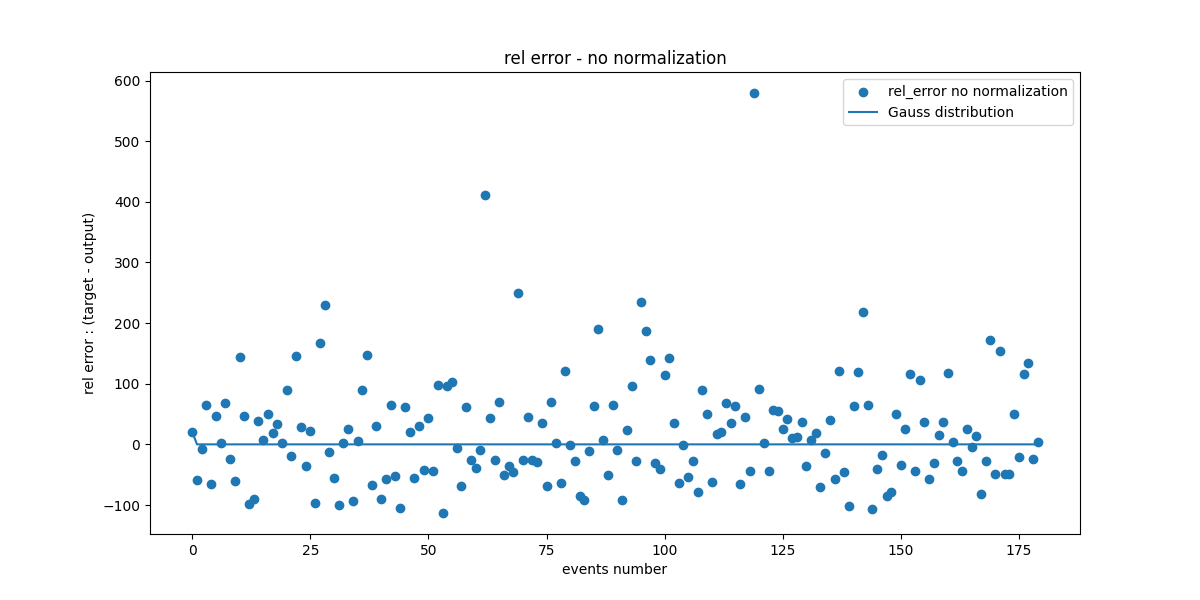 rel error - no normalization
rel_error no normalization
Gauss distribution
600
500
400
300
200
100
0
−100
rel error : (target - output)
0 25 50 75 100 125 150 175
events number